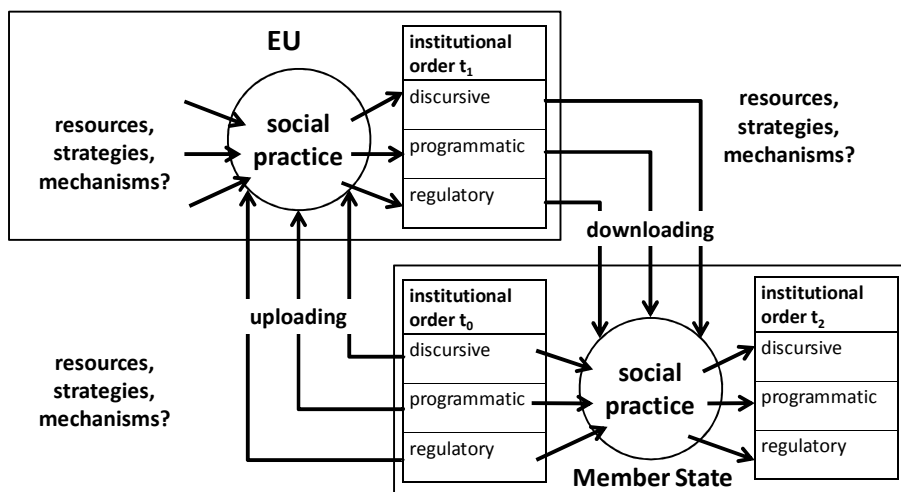 EU
institutional
order t₁
discursive
programmatic
regulatory
social
practice
resources,
strategies,
mechanisms?
resources,
strategies,
mechanisms?
downloading
uploading
resources,
strategies,
mechanisms?
institutional
order t₀
discursive
programmatic
regulatory
social
practice
Member State
institutional
order t₂
discursive
programmatic
regulatory